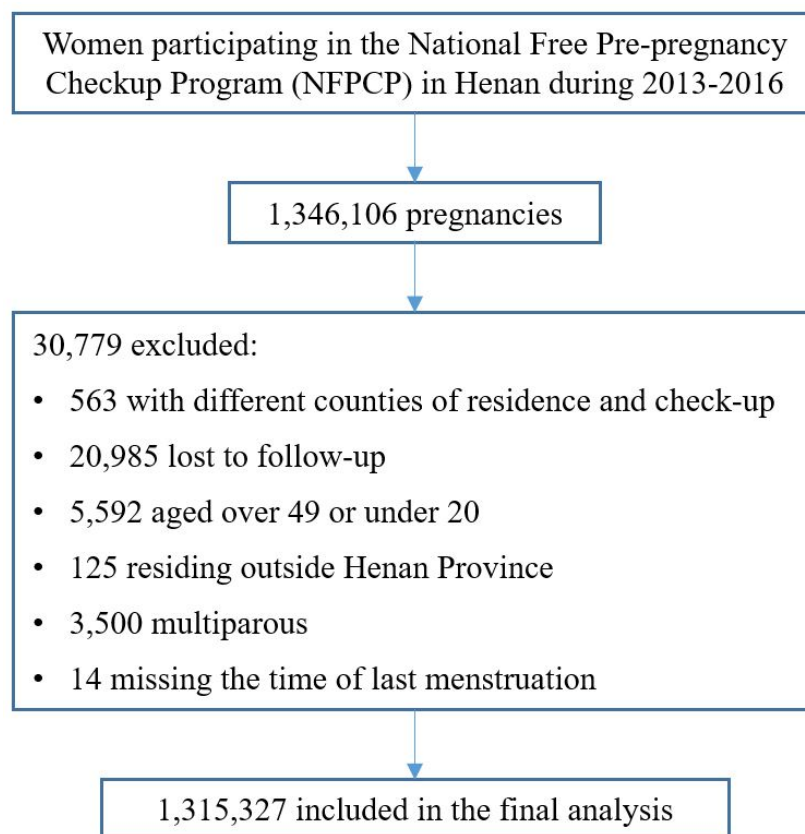 Women participating in the National Free Pre-pregnancy
Checkup Program (NFPCP) in Henan during 2013-2016
1,346,106 pregnancies
30,779 excluded:
• 563 with different counties of residence and check-up
• 20,985 lost to follow-up
• 5,592 aged over 49 or under 20
• 125 residing outside Henan Province
• 3,500 multiparous
• 14 missing the time of last menstruation
1,315,327 included in the final analysis